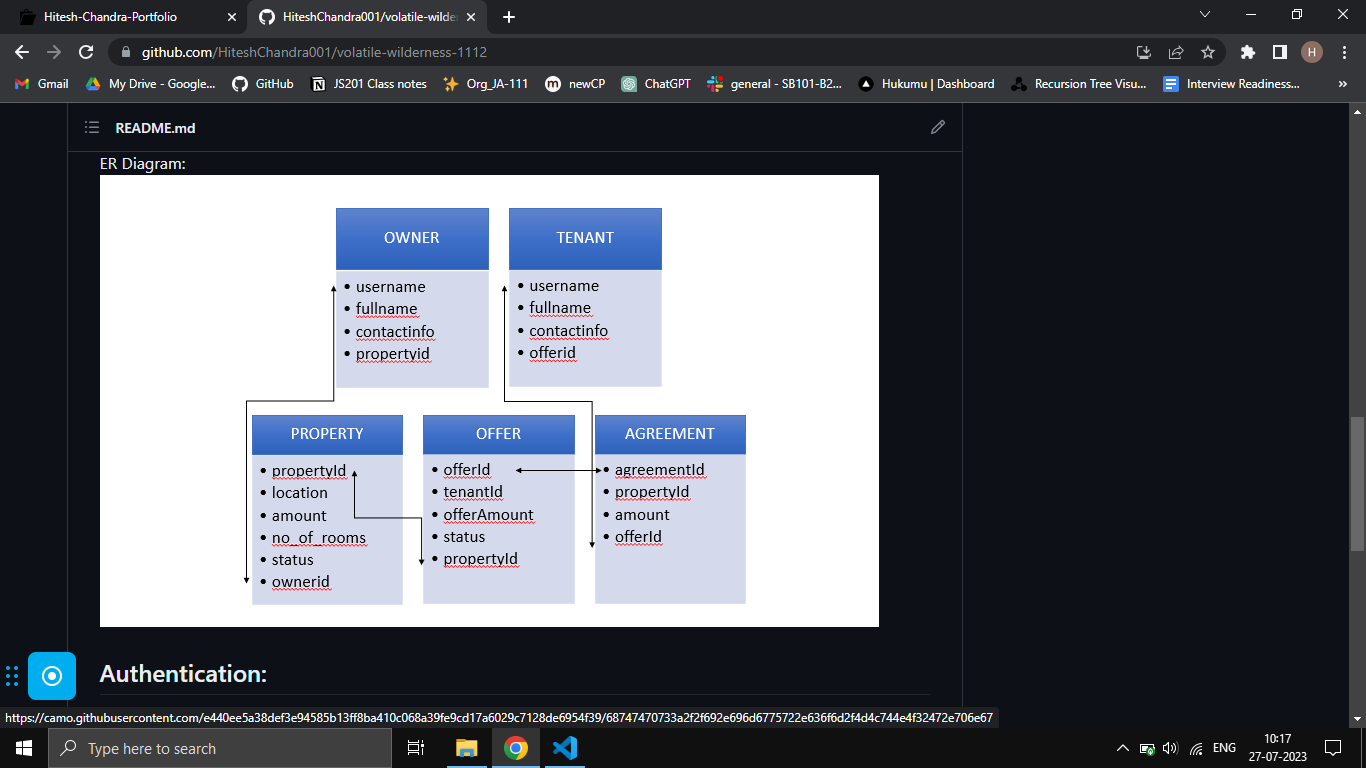 Hitesh-Chandra-Portfolio
HiteshChandra001/volatile-wilde
github.com/HiteshChandra001/volatile-wilderness-1112
H
Gmail
My Drive - Google...
GitHub
JS201 Class notes
Org_JA-111
newCP
ChatGPT
general - SB101-B2...
Hukumu | Dashboard
Recursion Tree Visu...
Interview Readiness...
»
README.md
ER Diagram:
OWNER
• username
• fullname
• contactinfo
• propertyid
TENANT
• username
• fullname
• contactinfo
• offerid
PROPERTY
• propertyId
• location
• amount
• no_of_rooms
• status
• ownerid
OFFER
• offerId
• tenantId
• offerAmount
• status
• propertyId
AGREEMENT
• agreementId
• propertyId
• amount
• offerId
Authentication:
https://camo.githubusercontent.com/e440ee5a38def3e94585b13ff8ba410c068a39fe9cd17a6029c7128de6954f39/68747470733a2f2f692e696d6775722e636f6d2f4d4c744e4f32472e706e67
Type here to search
ENG
10:17
27-07-2023